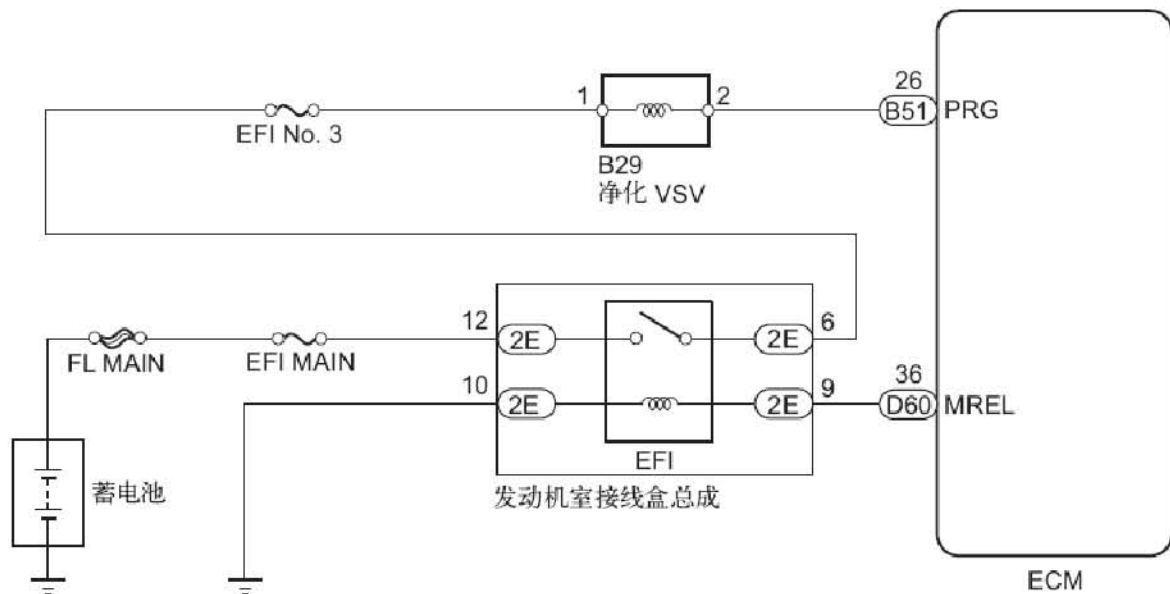 1
2
26
B51
PRG
EFI No. 3
B29
净化 VSV
12
2E
2E
6
FL MAIN
EFI MAIN
10
2E
2E
9
36
D60
MREL
EFI
蓄电池
发动机室接线盒总成
ECM